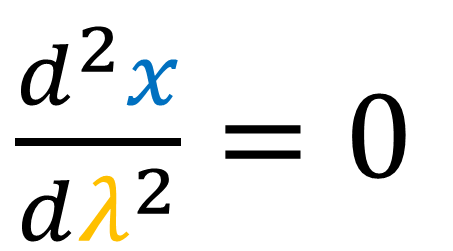 d²x
dλ² = 0